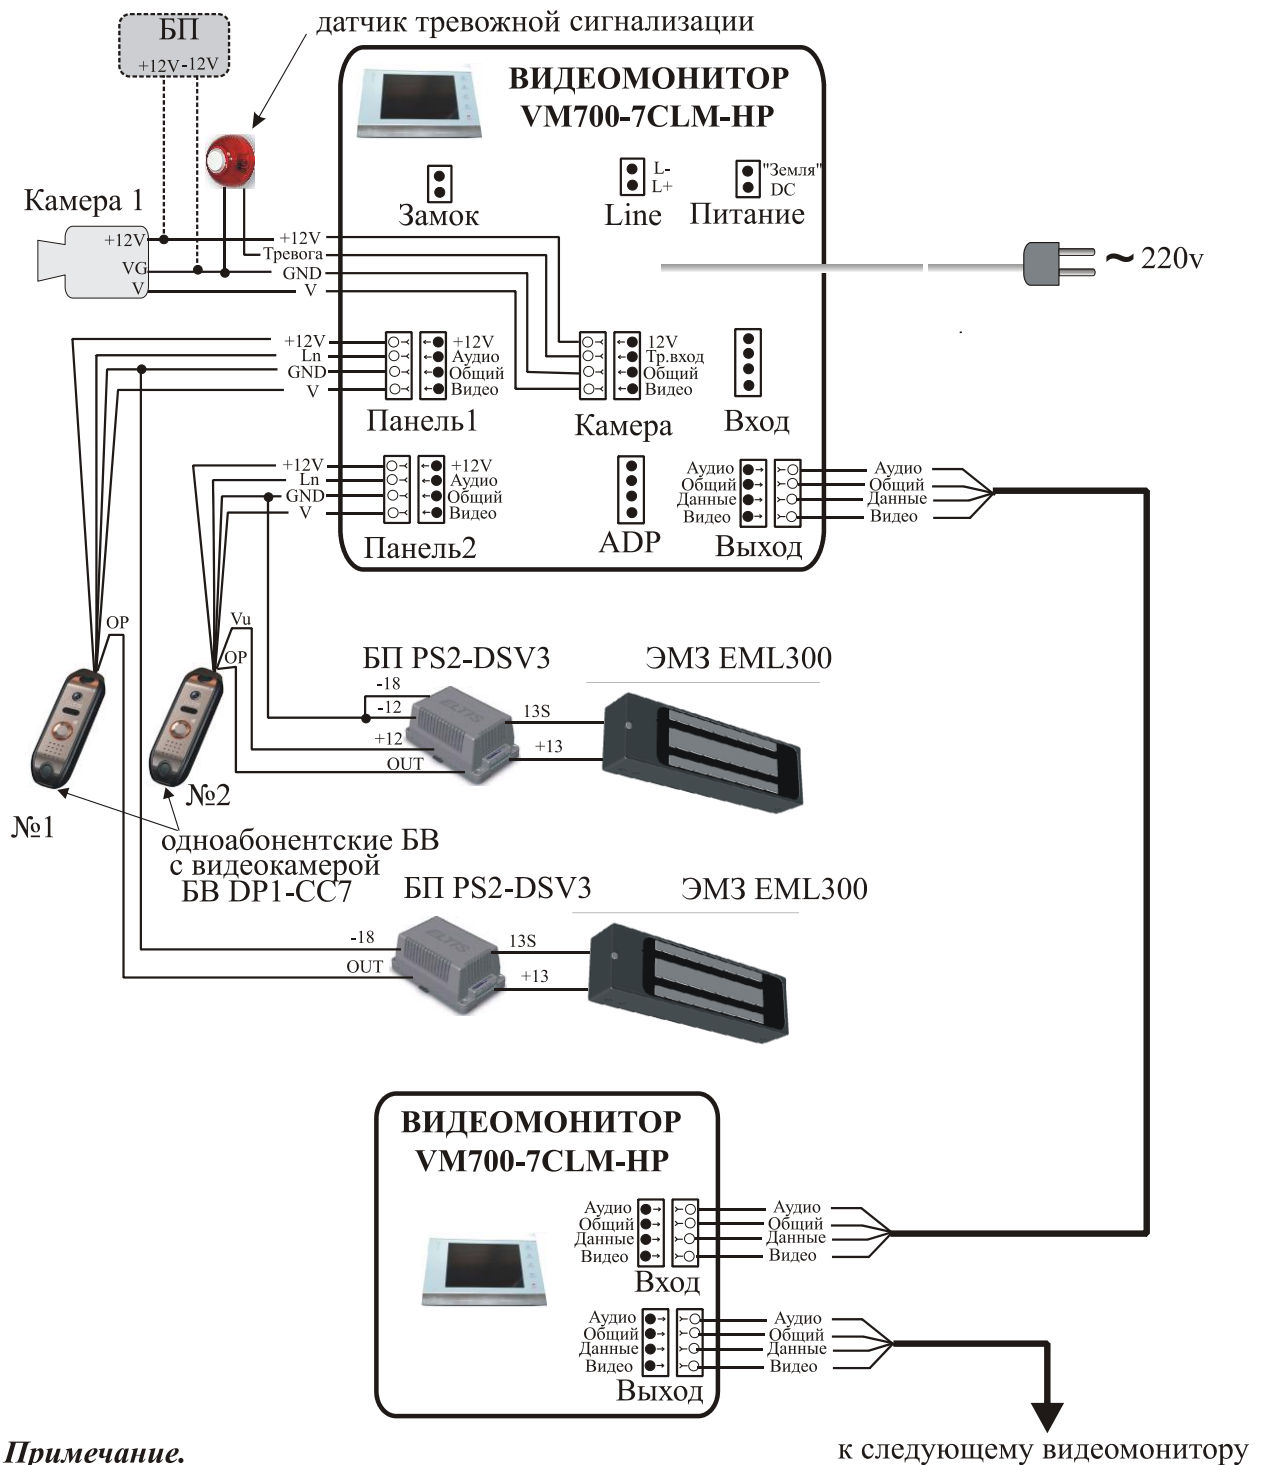 БП
+12V -12V
датчик тревожной сигнализации
ВИДЕОМОНИТОР
VM700-7CLM-HP
Замок
L-
L+
Line
"Земля"
DC
Питание
~ 220v
Камера 1
+12V
VG
V
+12V
Тревога
GND
V
+12V
Ln
GND
V
+12V
Аудио
Общий
Видео
Панель1
12V
Тр.вход
Общий
Видео
Камера
Вход
+12V
Ln
GND
V
+12V
Аудио
Общий
Видео
Панель2
ADP
Аудио
Общий
Данные
Видео
Выход
Аудио
Общий
Данные
Видео
OP
Vu
OP
№1
№2
одноабонентские БВ
с видеокамерой
БВ DP1-CC7
БП PS2-DSV3
ЭМЗ EML300
-18
-12
+12
OUT
ELTIS
13S
+13
БП PS2-DSV3
ЭМЗ EML300
-18
OUT
ELTIS
13S
+13
ВИДЕОМОНИТОР
VM700-7CLM-HP
Аудио
Общий
Данные
Видео
Вход
Аудио
Общий
Данные
Видео
Аудио
Общий
Данные
Видео
Выход
Аудио
Общий
Данные
Видео
к следующему видеомонитору
Примечание.